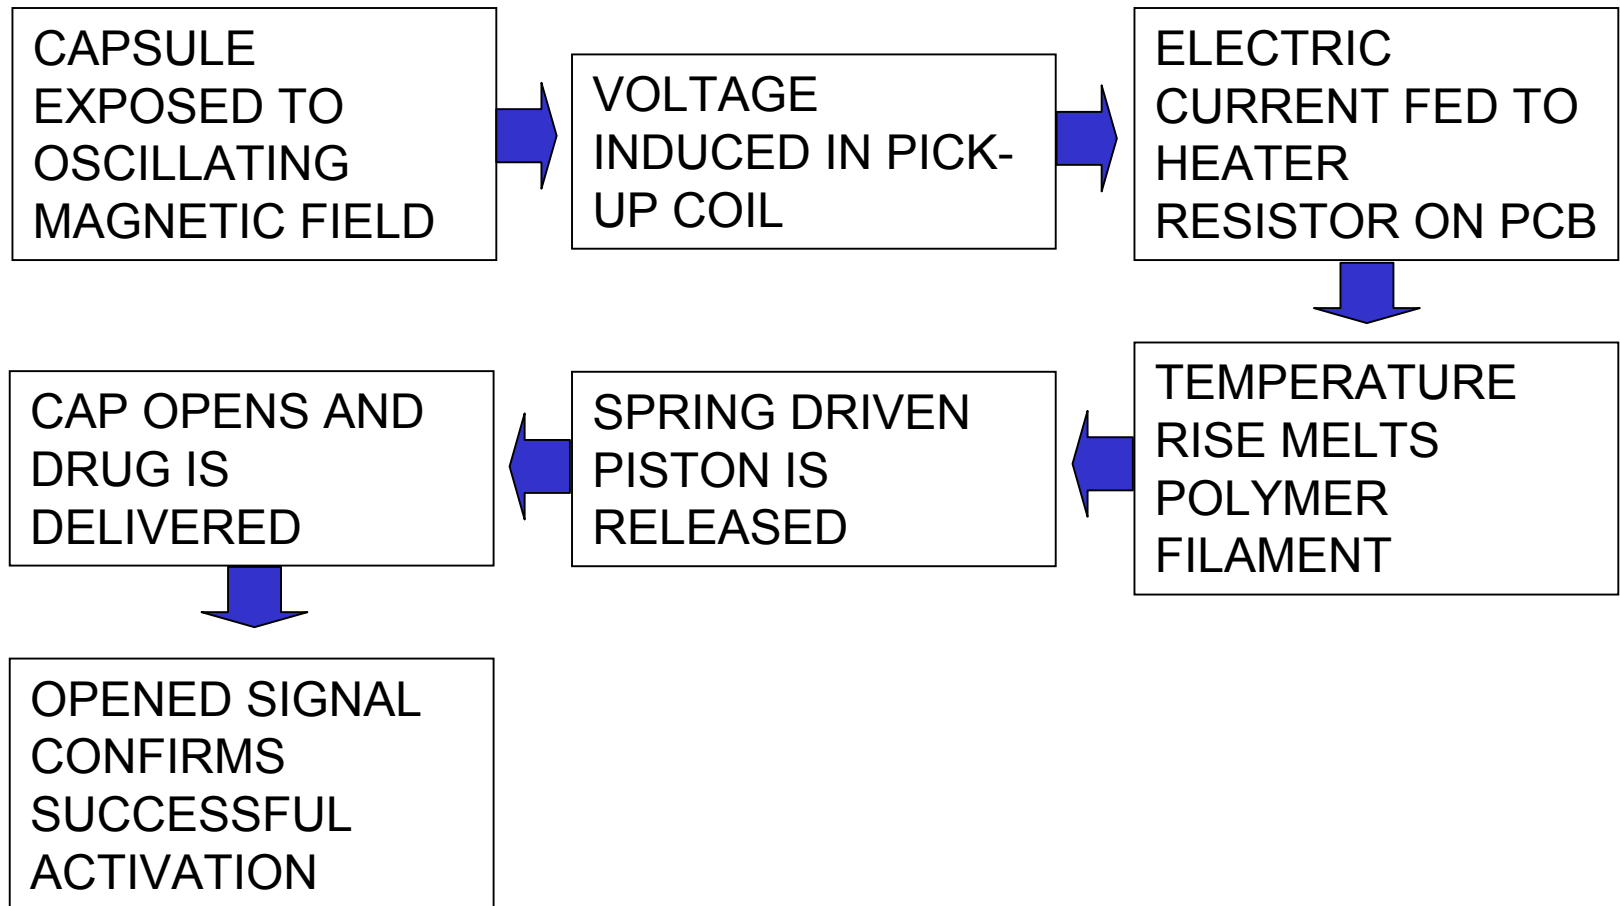 CAPSULE
EXPOSED TO
OSCILLATING
MAGNETIC FIELD
VOLTAGE
INDUCED IN PICK-
UP COIL
ELECTRIC
CURRENT FED TO
HEATER
RESISTOR ON PCB
TEMPERATURE
RISE MELTS
POLYMER
FILAMENT
SPRING DRIVEN
PISTON IS
RELEASED
CAP OPENS AND
DRUG IS
DELIVERED
OPENED SIGNAL
CONFIRMS
SUCCESSFUL
ACTIVATION